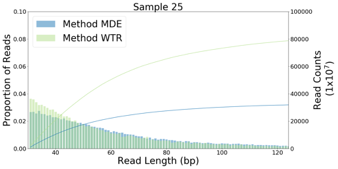 Sample 25
Method MDE
Method WTR
Proportion of Reads
0.10
0.08
0.06
0.04
0.02
0.00
100000
80000
60000
40000
20000
0
Read Counts
(1x10⁷)
40
60
80
100
120
Read Length (bp)